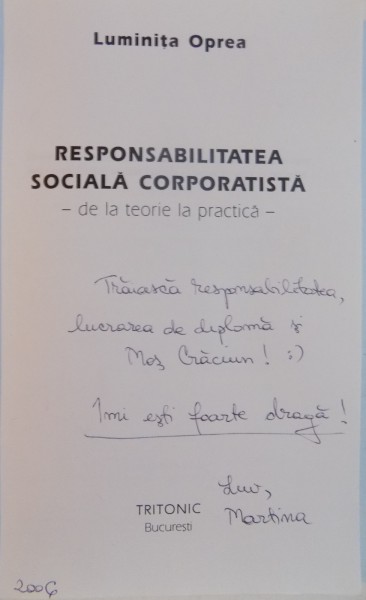 Luminița Oprea
RESPONSABILITATEA
SOCIALĂ CORPORATISTĂ
– de la teorie la practică –
Trăiască responsabilitatea,
lucrarea de diplomă și
Moș Crăciun! :)
Îmi ești foarte dragă!
Luv,
Martina
TRITONIC
București
2006